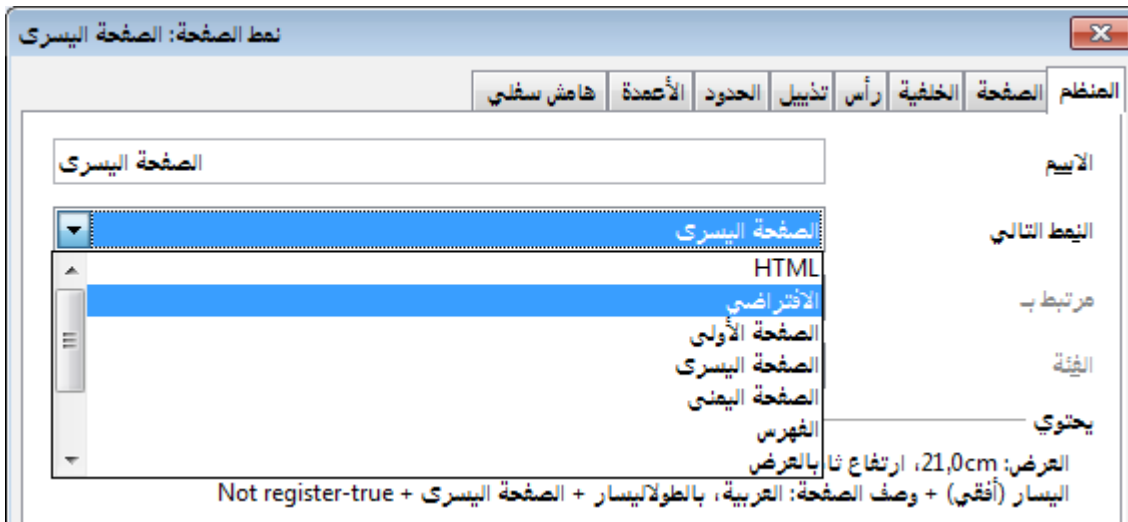 نمط الصفحة: الصفحة اليسرى
المنظم الصفحة الخلفية رأس تذييل الحدود الأعمدة هامش سفلي
الاسم الصفحة اليسرى
النمط التالي الصفحة اليسرى
HTML
مرتبط بـ الافتراضي
الصفحة الأولى
الفئة الصفحة اليسرى
الصفحة اليمنى
يحتوي الفهرس
العرض: 21,0cm، ارتفاع ثا بالعرض
اليسار (أفقي) + وصف الصفحة: العربية، بالطولاليسار + الصفحة اليسرى + Not register-true